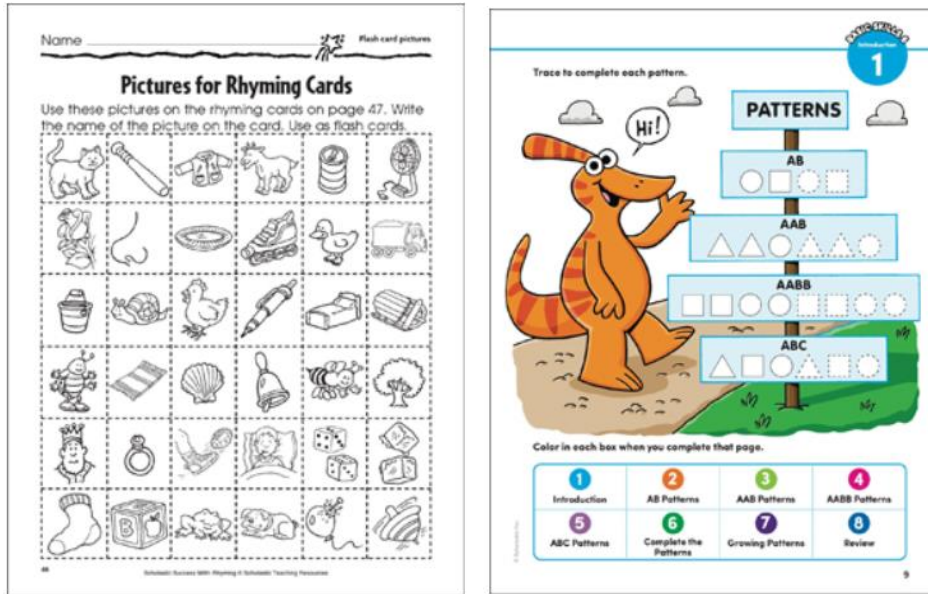 Name
Flash card pictures
Pictures for Rhyming Cards
Use these pictures on the rhyming cards on page 47. Write
the name of the picture on the card. Use as flash cards.
B
Scholastic Success With Rhyming © Scholastic Teaching Resources
BASIC SKILLS
Introduction
1
Trace to complete each pattern.
Hi!
PATTERNS
AB
AAB
AABB
ABC
Color in each box when you complete that page.
1
Introduction
2
AB Patterns
3
AAB Patterns
4
AABB Patterns
5
ABC Patterns
6
Complete the
Patterns
7
Growing Patterns
8
Review
9